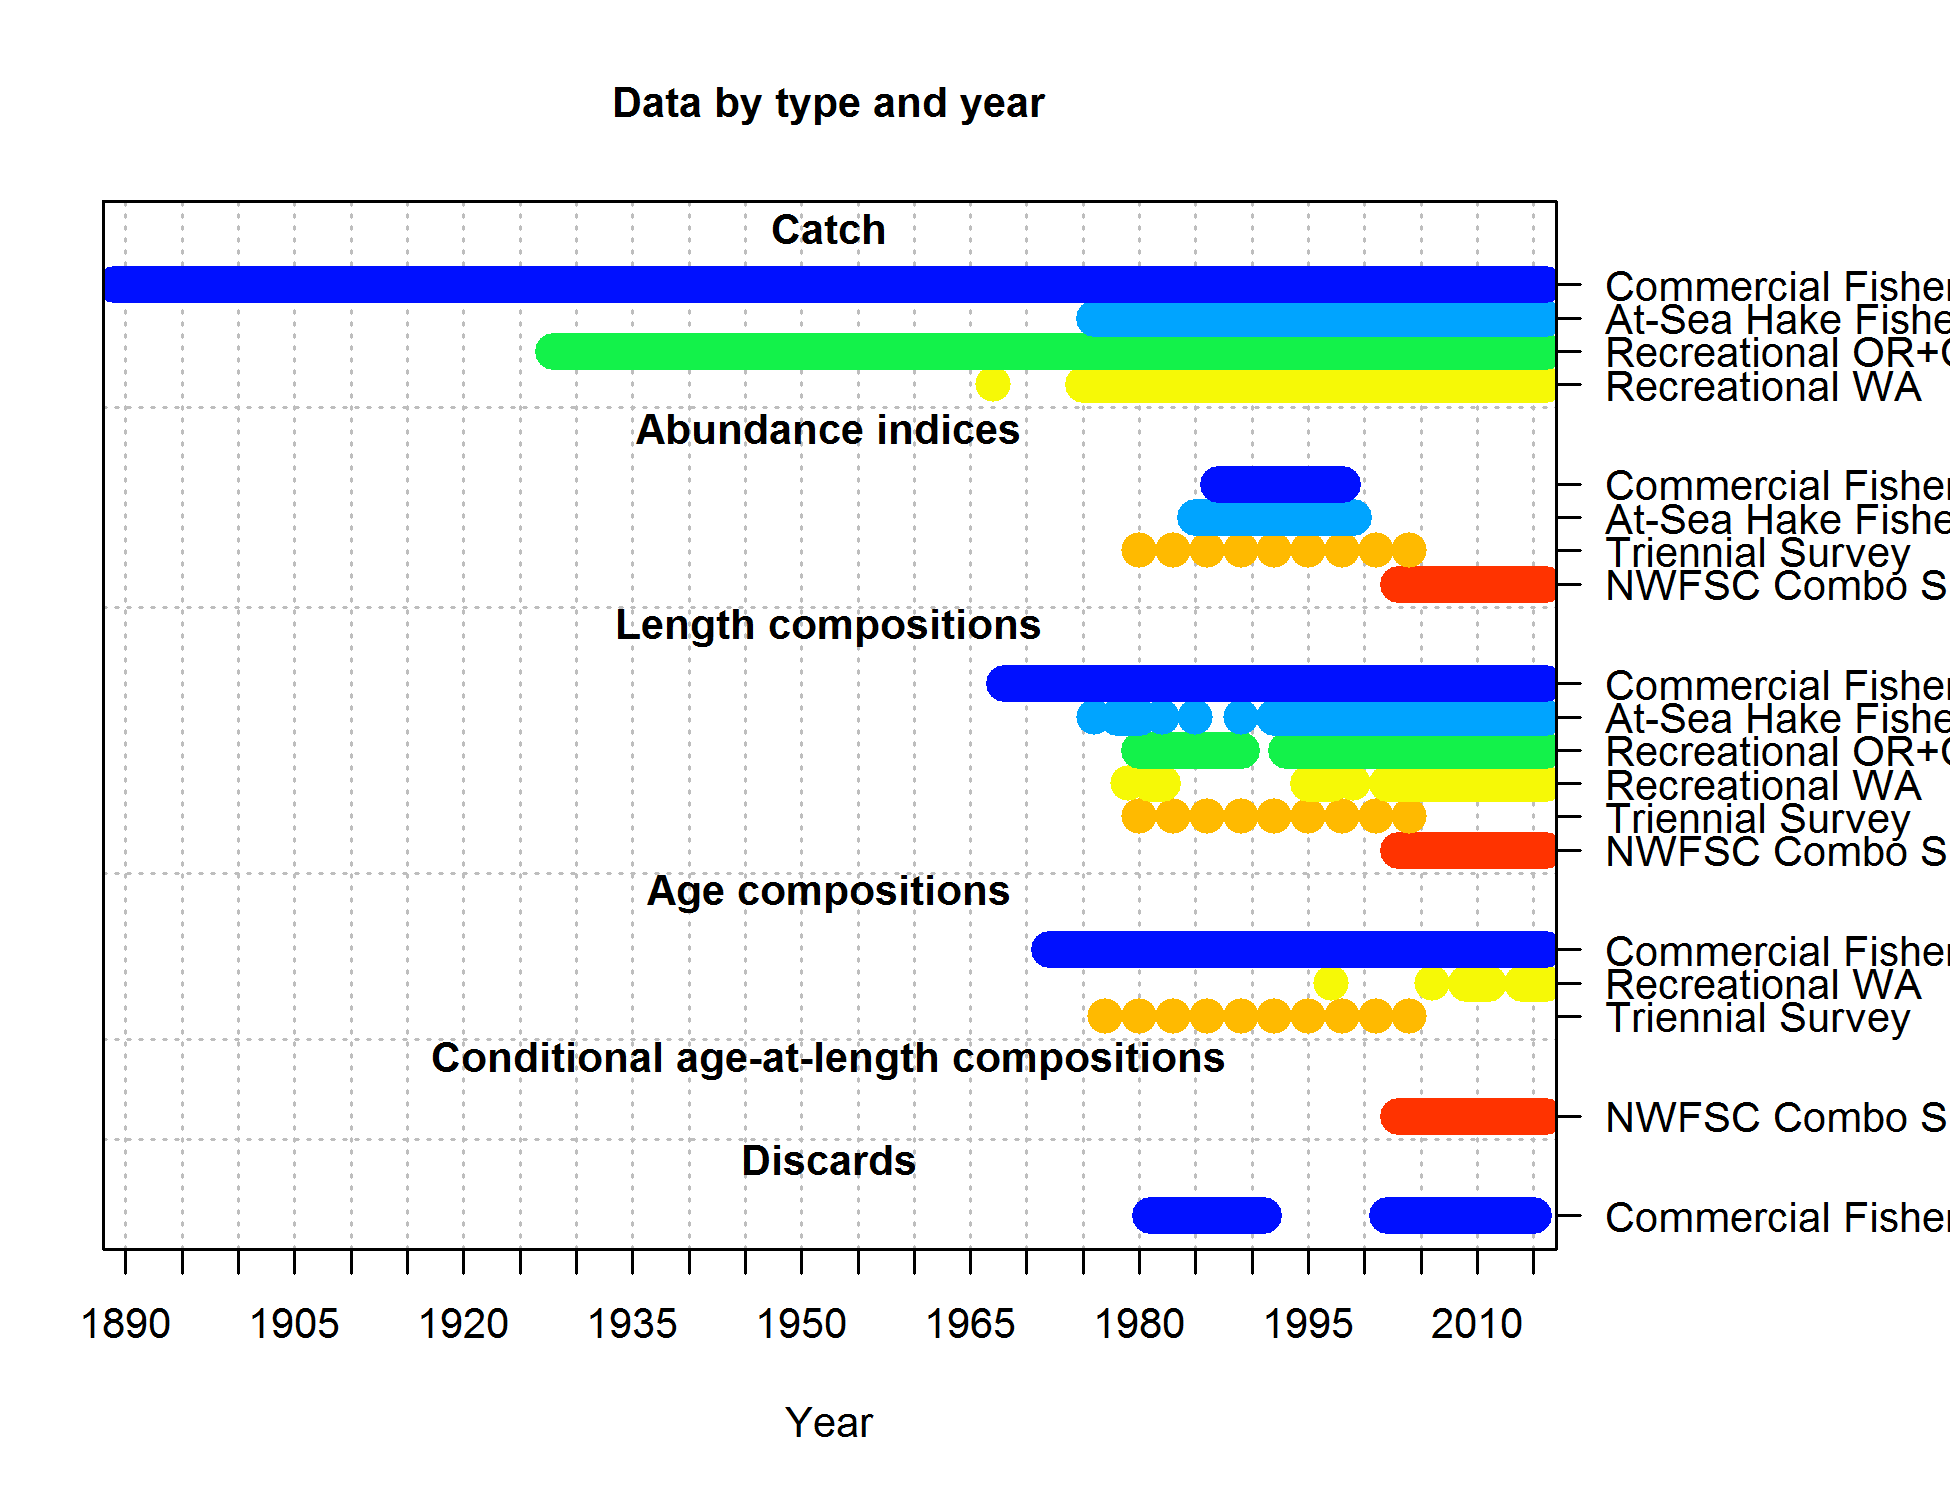 Data by type and year
Catch
Commercial Fisher
At-Sea Hake Fishe
Recreational OR+C
Recreational WA
Abundance indices
Commercial Fisher
At-Sea Hake Fishe
Triennial Survey
NWFSC Combo S
Length compositions
Commercial Fisher
At-Sea Hake Fishe
Recreational OR+C
Recreational WA
Triennial Survey
NWFSC Combo S
Age compositions
Commercial Fisher
Recreational WA
Triennial Survey
Conditional age-at-length compositions
NWFSC Combo S
Discards
Commercial Fisher
1890 1905 1920 1935 1950 1965 1980 1995 2010
Year